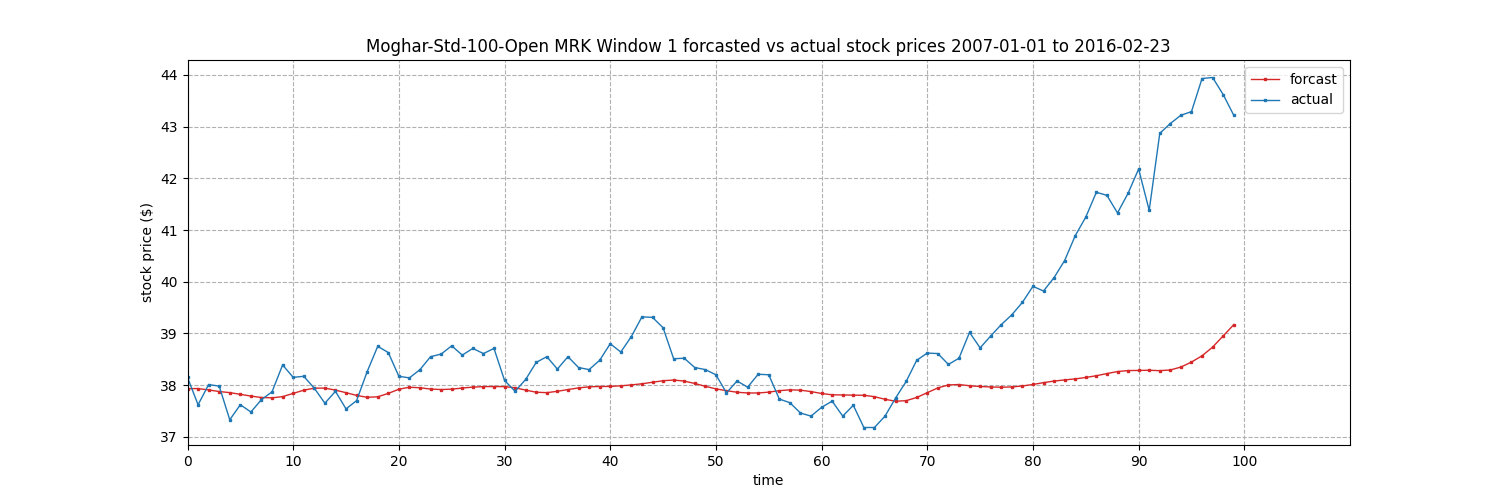 Moghar-Std-100-Open MRK Window 1 forcasted vs actual stock prices 2007-01-01 to 2016-02-23
forcast
actual
stock price ($)
44
43
42
41
40
39
38
37
0 10 20 30 40 50 60 70 80 90 100
time